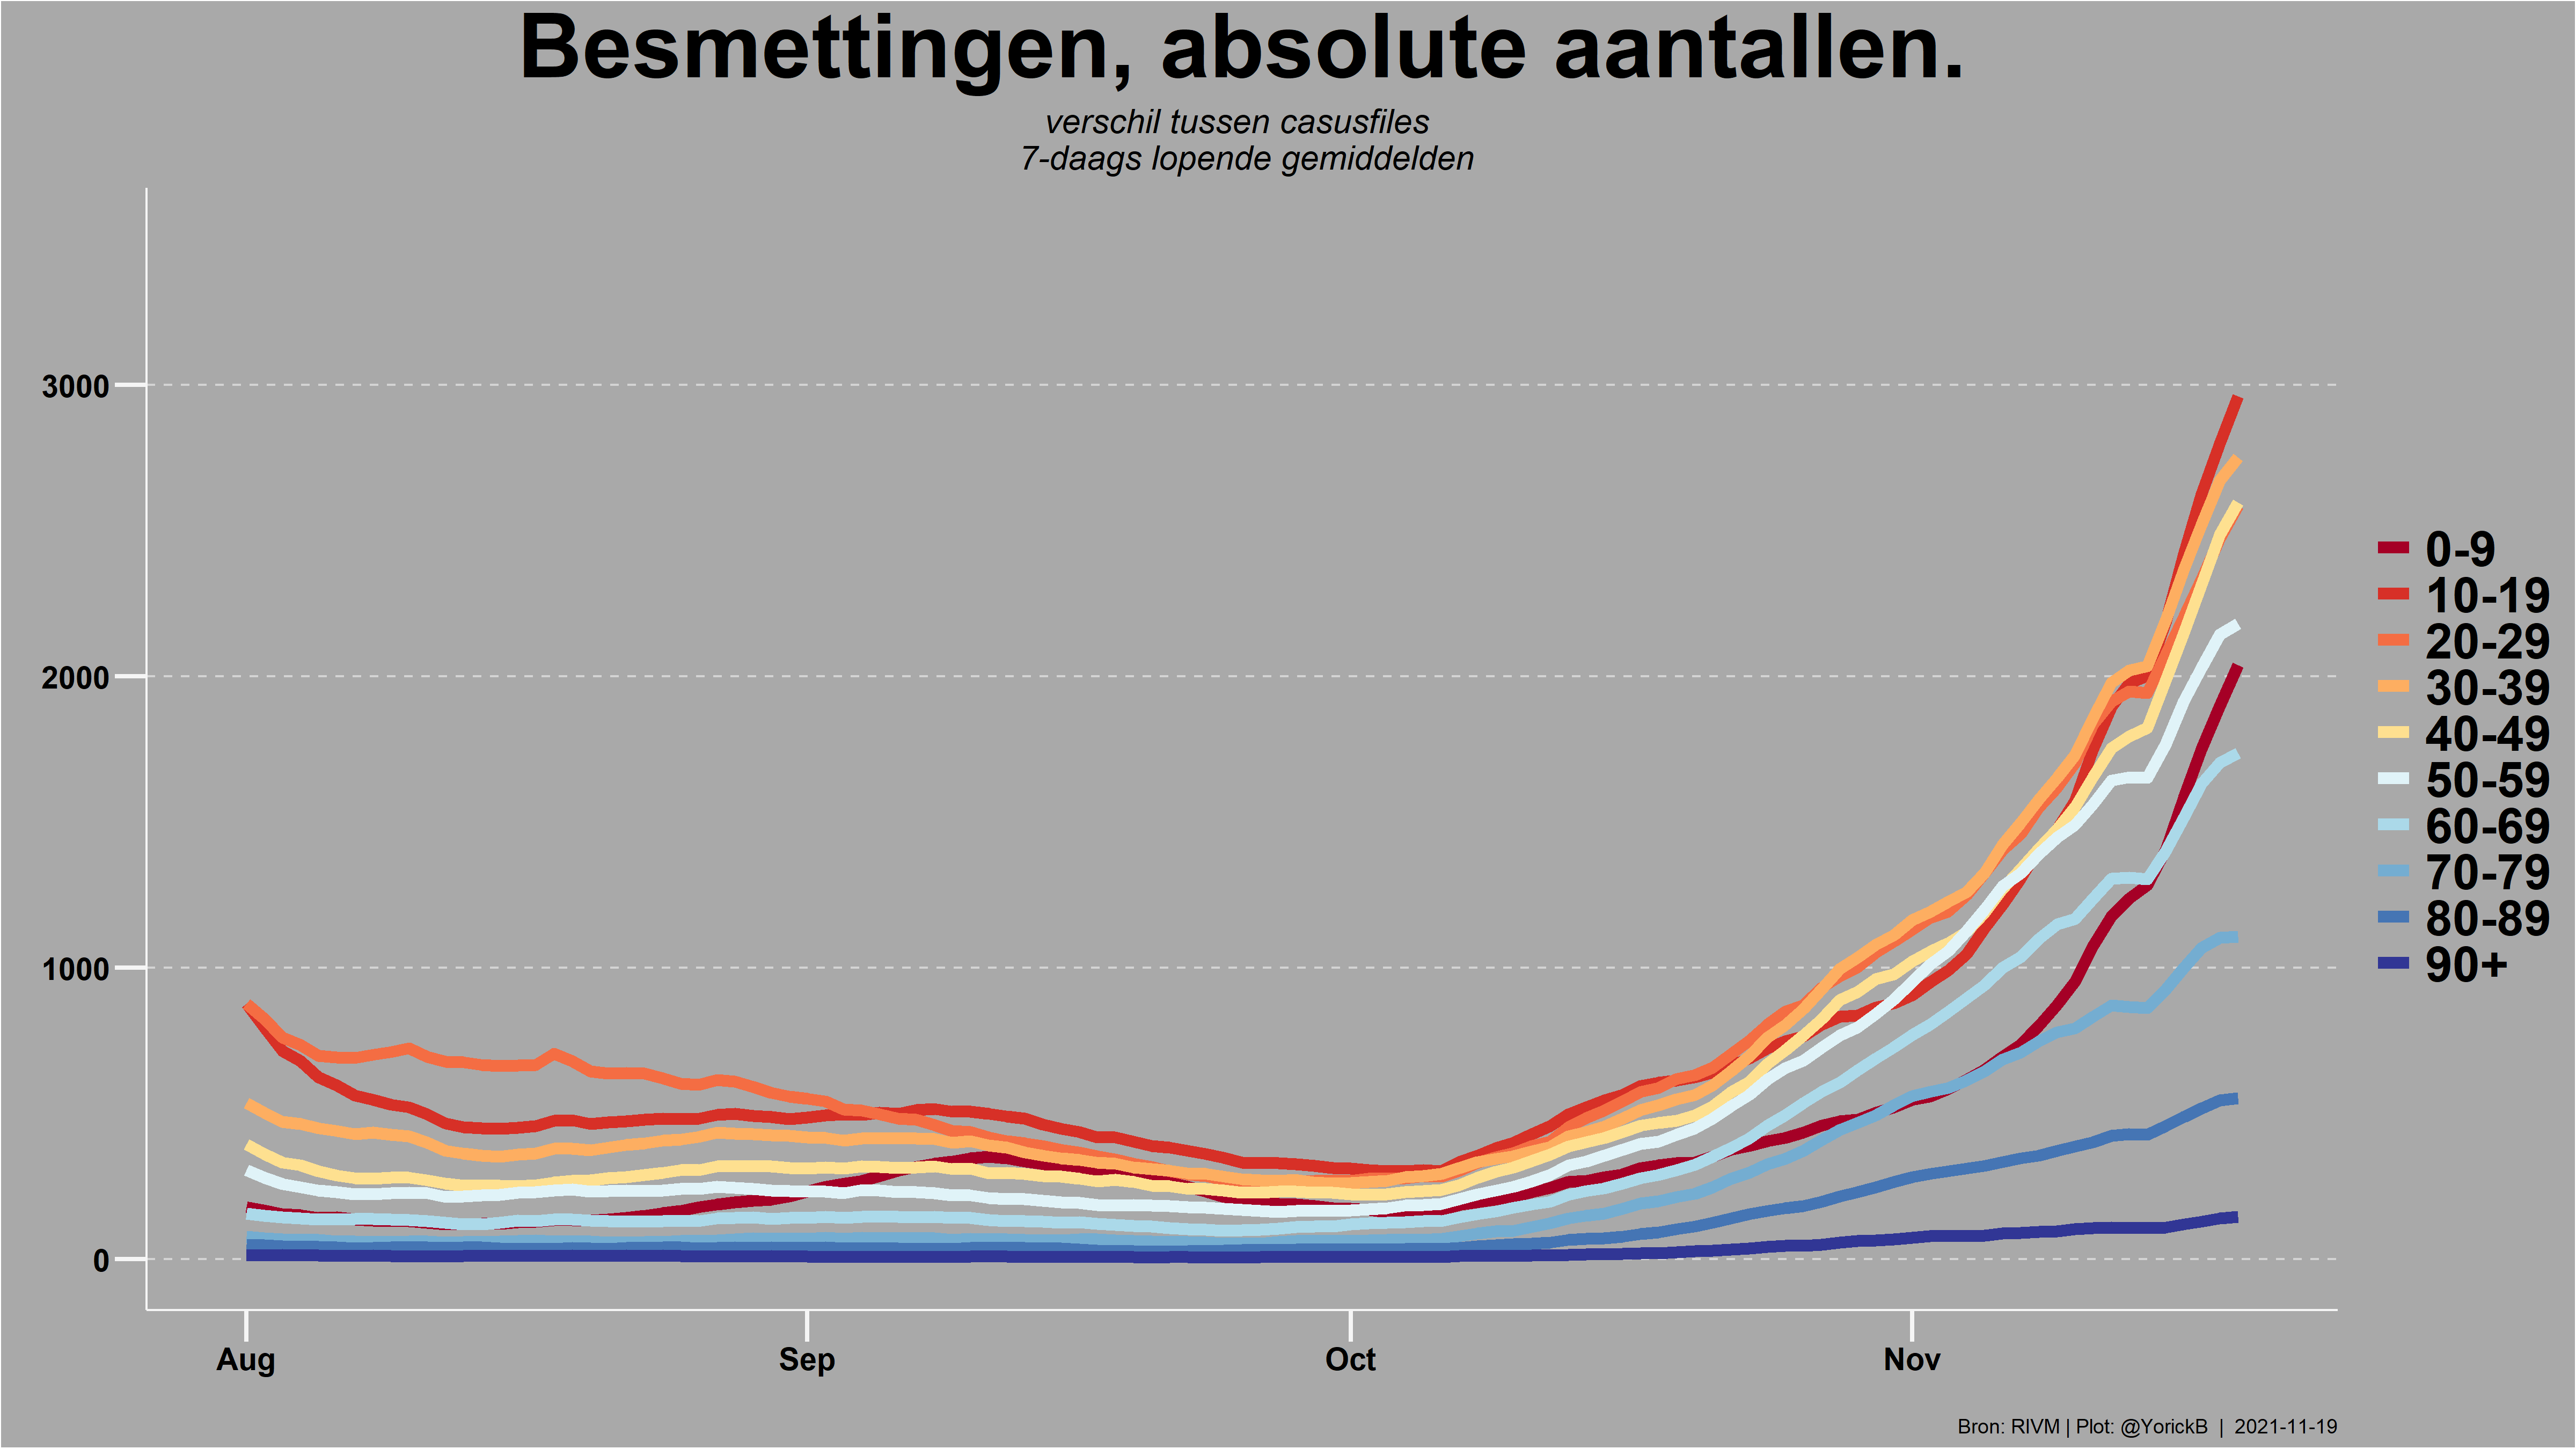 Besmettingen, absolute aantallen.
verschil tussen casusfiles
7-daags lopende gemiddelden
3000
2000
1000
0
Aug
Sep
Oct
Nov
0-9
10-19
20-29
30-39
40-49
50-59
60-69
70-79
80-89
90+
Bron: RIVM | Plot: @YorickB | 2021-11-19